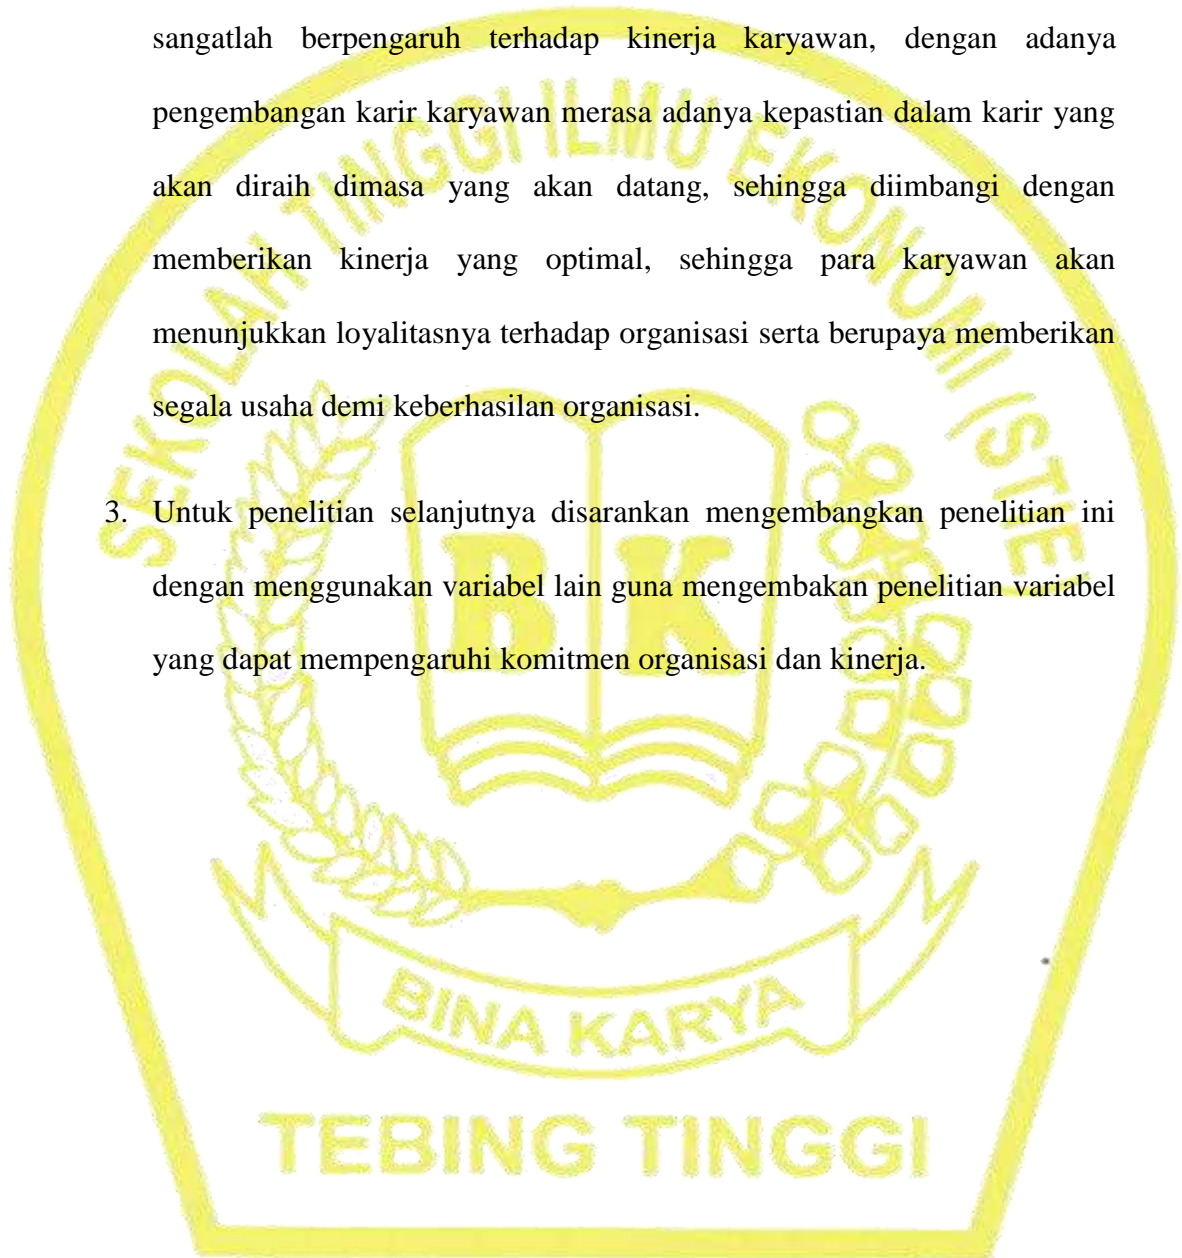 sangatlah berpengaruh terhadap kinerja karyawan, dengan adanya
pengembangan karir karyawan merasa adanya kepastian dalam karir yang
akan diraih dimasa yang akan datang, sehingga diimbangi dengan
memberikan kinerja yang optimal, sehingga para karyawan akan
menunjukkan loyalitasnya terhadap organisasi serta berupaya memberikan
segala usaha demi keberhasilan organisasi.
3. Untuk penelitian selanjutnya disarankan mengembangkan penelitian ini
dengan menggunakan variabel lain guna mengembakan penelitian variabel
yang dapat mempengaruhi komitmen organisasi dan kinerja.
SEKOLAH TINGGI ILMU EKONOMI (STIE)
B K
BINA KARYA
TEBING TINGGI